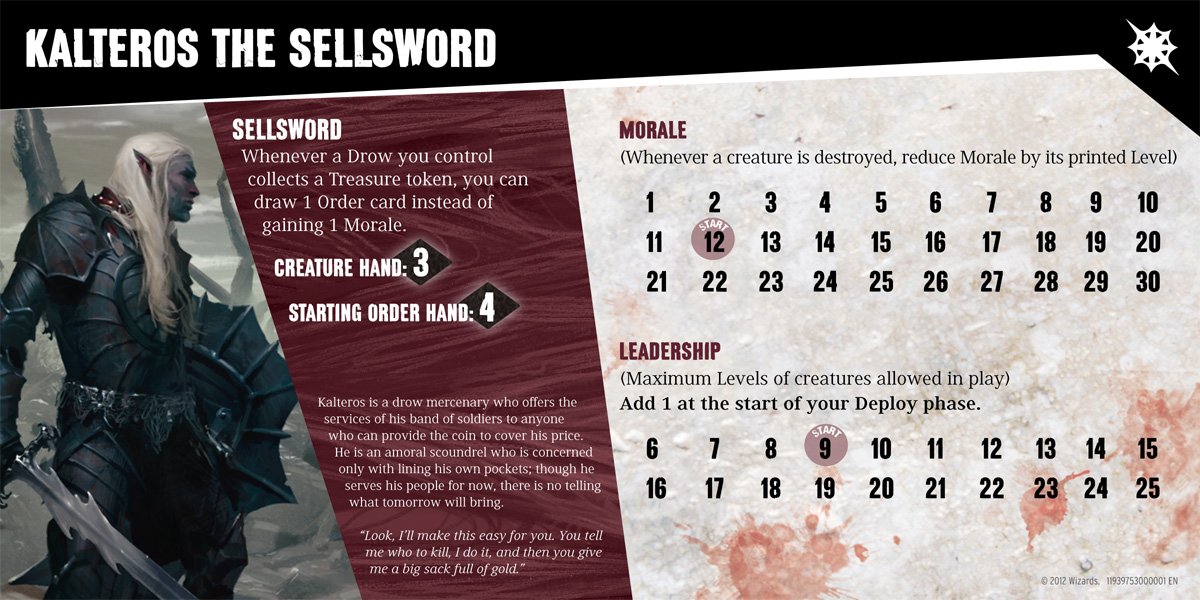 KALTEROS THE SELLSWORD
SELLSWORD
Whenever a Drow you control
collects a Treasure token, you can
draw 1 Order card instead of
gaining 1 Morale.
CREATURE HAND: 3
STARTING ORDER HAND: 4
Kalteros is a drow mercenary who offers the
services of his band of soldiers to anyone
who can provide the coin to cover his price.
He is an amoral scoundrel who is concerned
only with lining his own pockets; though he
serves his people for now, there is no telling
what tomorrow will bring.
“Look, I’ll make this easy for you. You tell
me who to kill, I do it, and then you give
me a big sack full of gold.”
MORALE
(Whenever a creature is destroyed, reduce Morale by its printed Level)
1 2 3 4 5 6 7 8 9 10
START
11 12 13 14 15 16 17 18 19 20
21 22 23 24 25 26 27 28 29 30
LEADERSHIP
(Maximum Levels of creatures allowed in play)
Add 1 at the start of your Deploy phase.
START
6 7 8 9 10 11 12 13 14 15
16 17 18 19 20 21 22 23 24 25
© 2012 Wizards. 11939753000001 EN